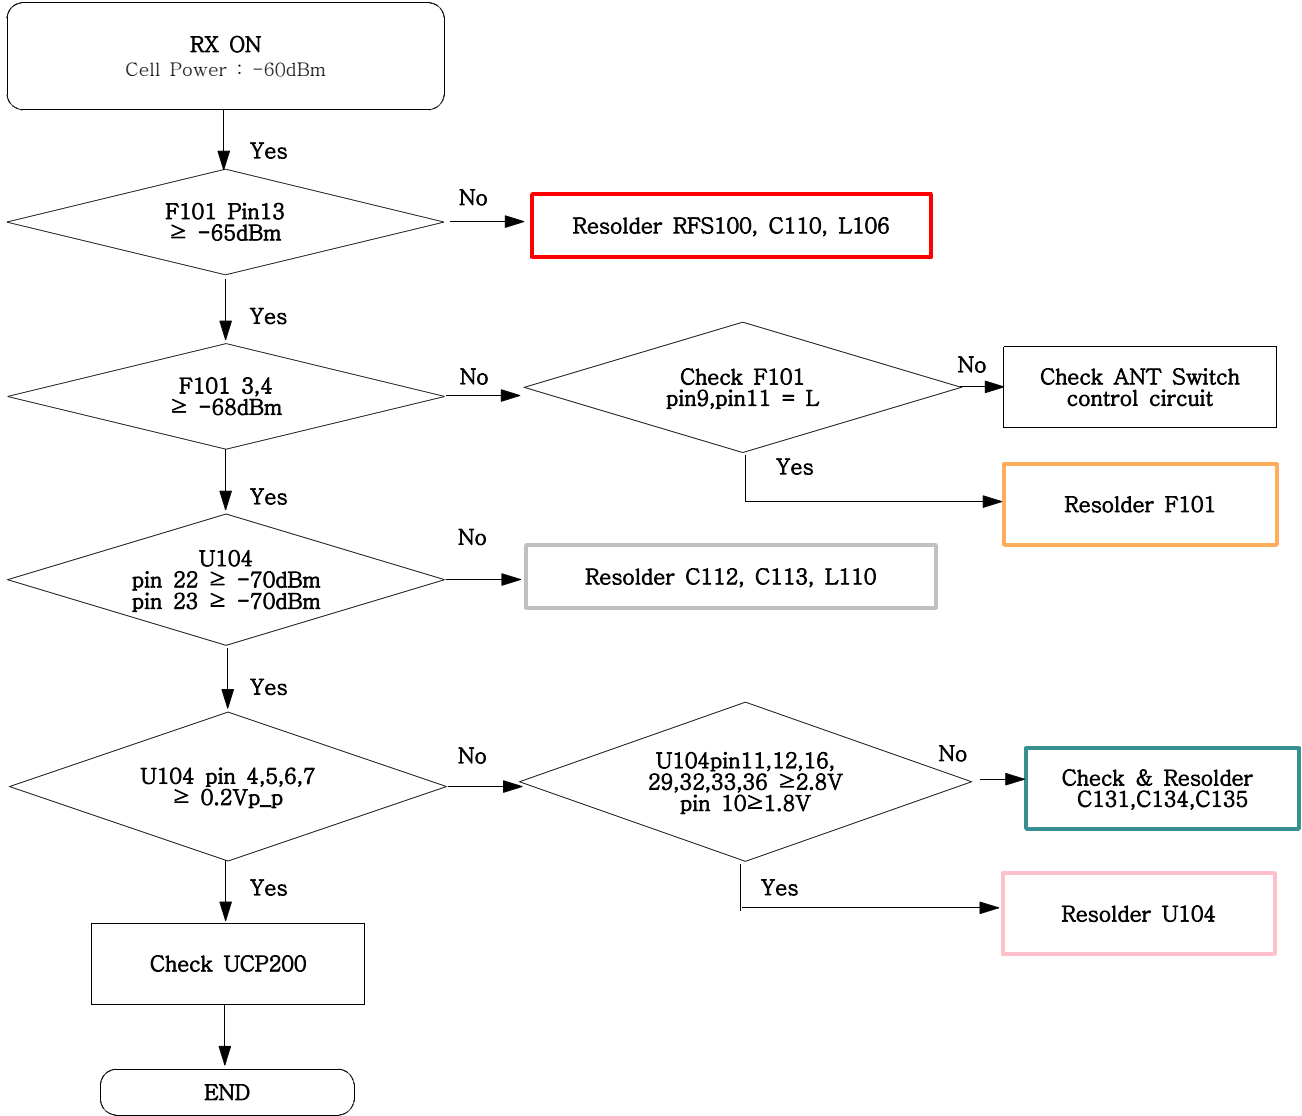 RX ON
Cell Power : -60dBm
Yes
F101 Pin13
≥ -65dBm
No
Resolder RFS100, C110, L106
Yes
F101 3,4
≥ -68dBm
No
Check F101
pin9,pin11 = L
No
Check ANT Switch
control circuit
Yes
Resolder F101
Yes
U104
pin 22 ≥ -70dBm
pin 23 ≥ -70dBm
No
Resolder C112, C113, L110
Yes
U104 pin 4,5,6,7
≥ 0.2Vp_p
No
U104pin11,12,16,
29,32,33,36 ≥2.8V
pin 10≥1.8V
No
Check & Resolder
C131,C134,C135
Yes
Resolder U104
Yes
Check UCP200
END